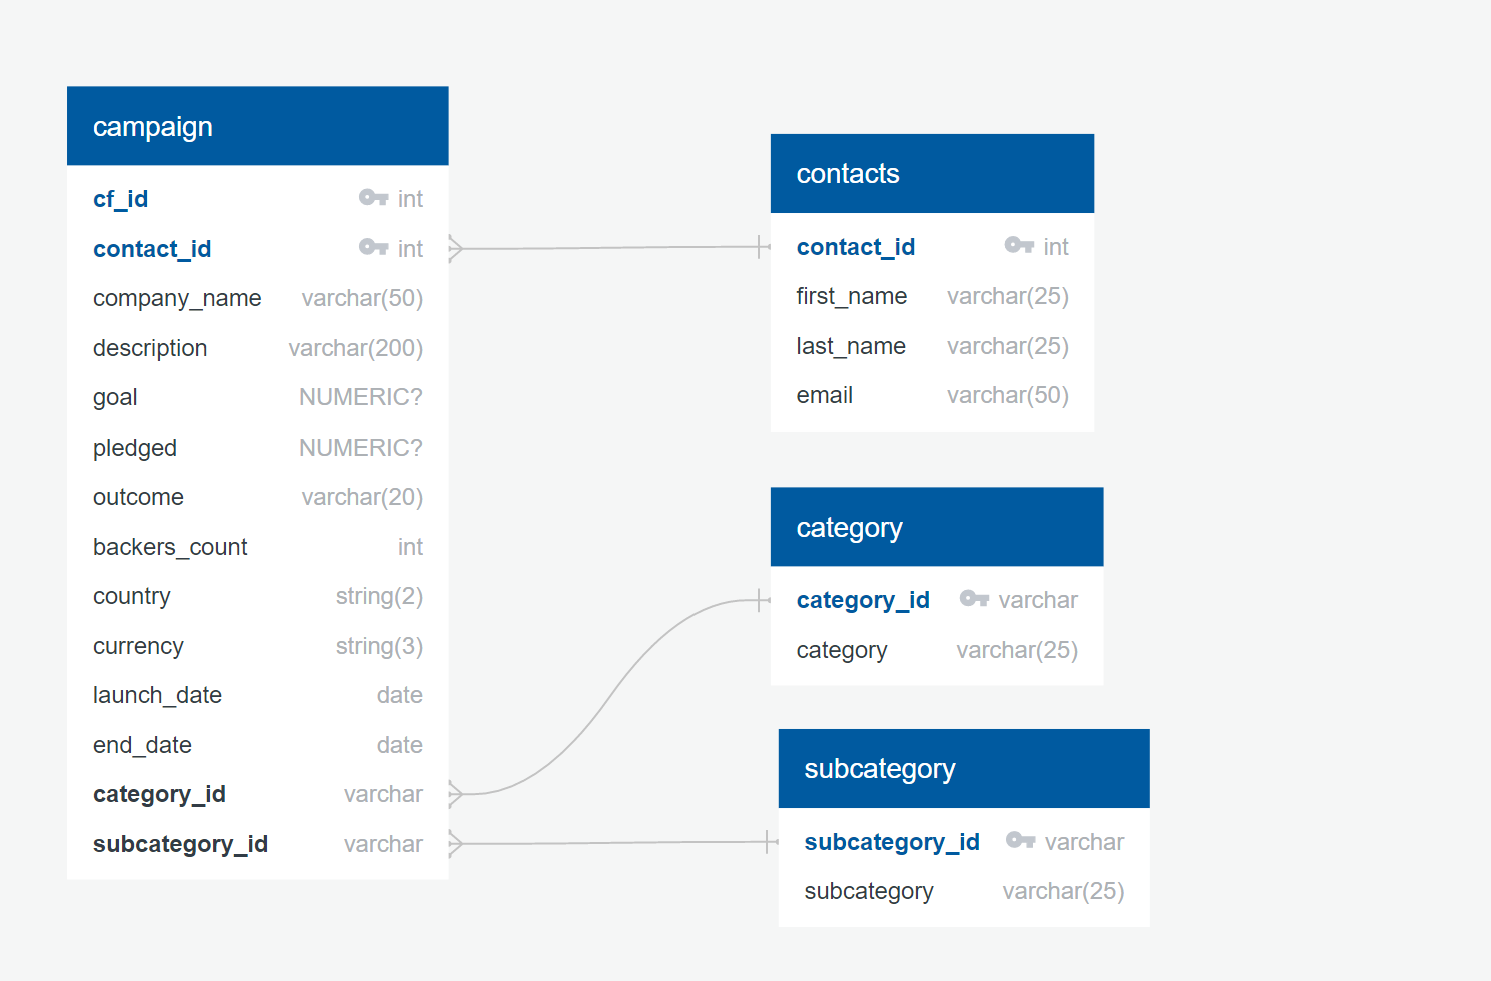 campaign
cf_id int
contact_id int
company_name varchar(50)
description varchar(200)
goal NUMERIC?
pledged NUMERIC?
outcome varchar(20)
backers_count int
country string(2)
currency string(3)
launch_date date
end_date date
category_id varchar
subcategory_id varchar
contacts
contact_id int
first_name varchar(25)
last_name varchar(25)
email varchar(50)
category
category_id varchar
category varchar(25)
subcategory
subcategory_id varchar
subcategory varchar(25)